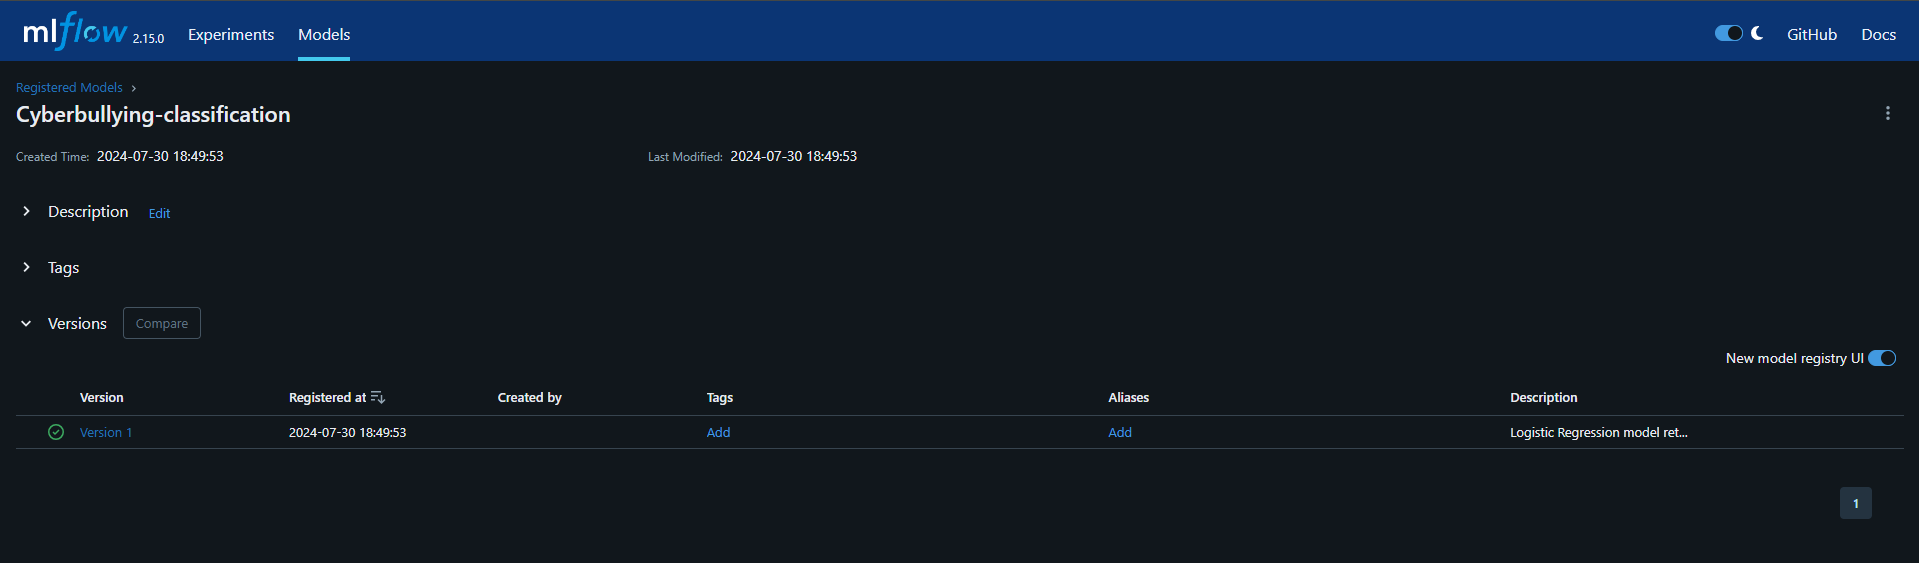 mlflow 2.15.0 Experiments Models GitHub Docs
Registered Models
Cyberbullying-classification
Created Time: 2024-07-30 18:49:53 Last Modified: 2024-07-30 18:49:53
Description Edit
Tags
Versions Compare
New model registry UI
Version Registered at Created by Tags Aliases Description
Version 1 2024-07-30 18:49:53 Add Add Logistic Regression model ret...
1